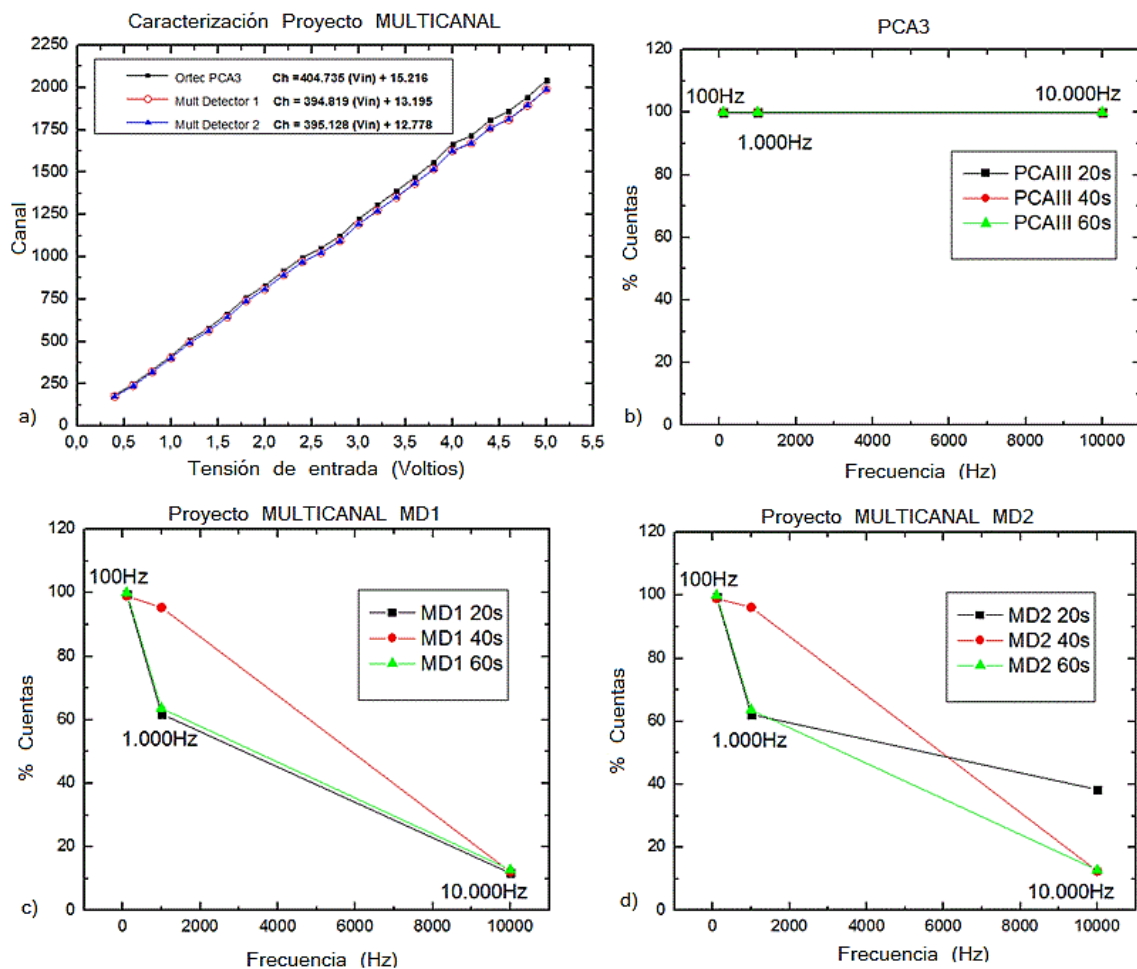 Caracterización Proyecto MULTICANAL
2250
2000
1750
1500
1250
1000
750
500
250
0
Canal
Ortec PCA3 Ch =404.735 (Vin) + 15.216
Mult Detector 1 Ch = 394.819 (Vin) + 13.195
Mult Detector 2 Ch = 395.128 (Vin) + 12.778
a)
0,0 0,5 1,0 1,5 2,0 2,5 3,0 3,5 4,0 4,5 5,0 5,5
Tensión de entrada (Voltios)
PCA3
120
100
80
60
40
20
0
% Cuentas
100Hz
1.000Hz
10.000Hz
PCAIII 20s
PCAIII 40s
PCAIII 60s
b)
0 2000 4000 6000 8000 10000
Frecuencia (Hz)
Proyecto MULTICANAL MD1
120
100
80
60
40
20
0
% Cuentas
100Hz
1.000Hz
10.000Hz
MD1 20s
MD1 40s
MD1 60s
c)
0 2000 4000 6000 8000 10000
Frecuencia (Hz)
Proyecto MULTICANAL MD2
120
100
80
60
40
20
0
% Cuentas
100Hz
1.000Hz
10.000Hz
MD2 20s
MD2 40s
MD2 60s
d)
0 2000 4000 6000 8000 10000
Frecuencia (Hz)